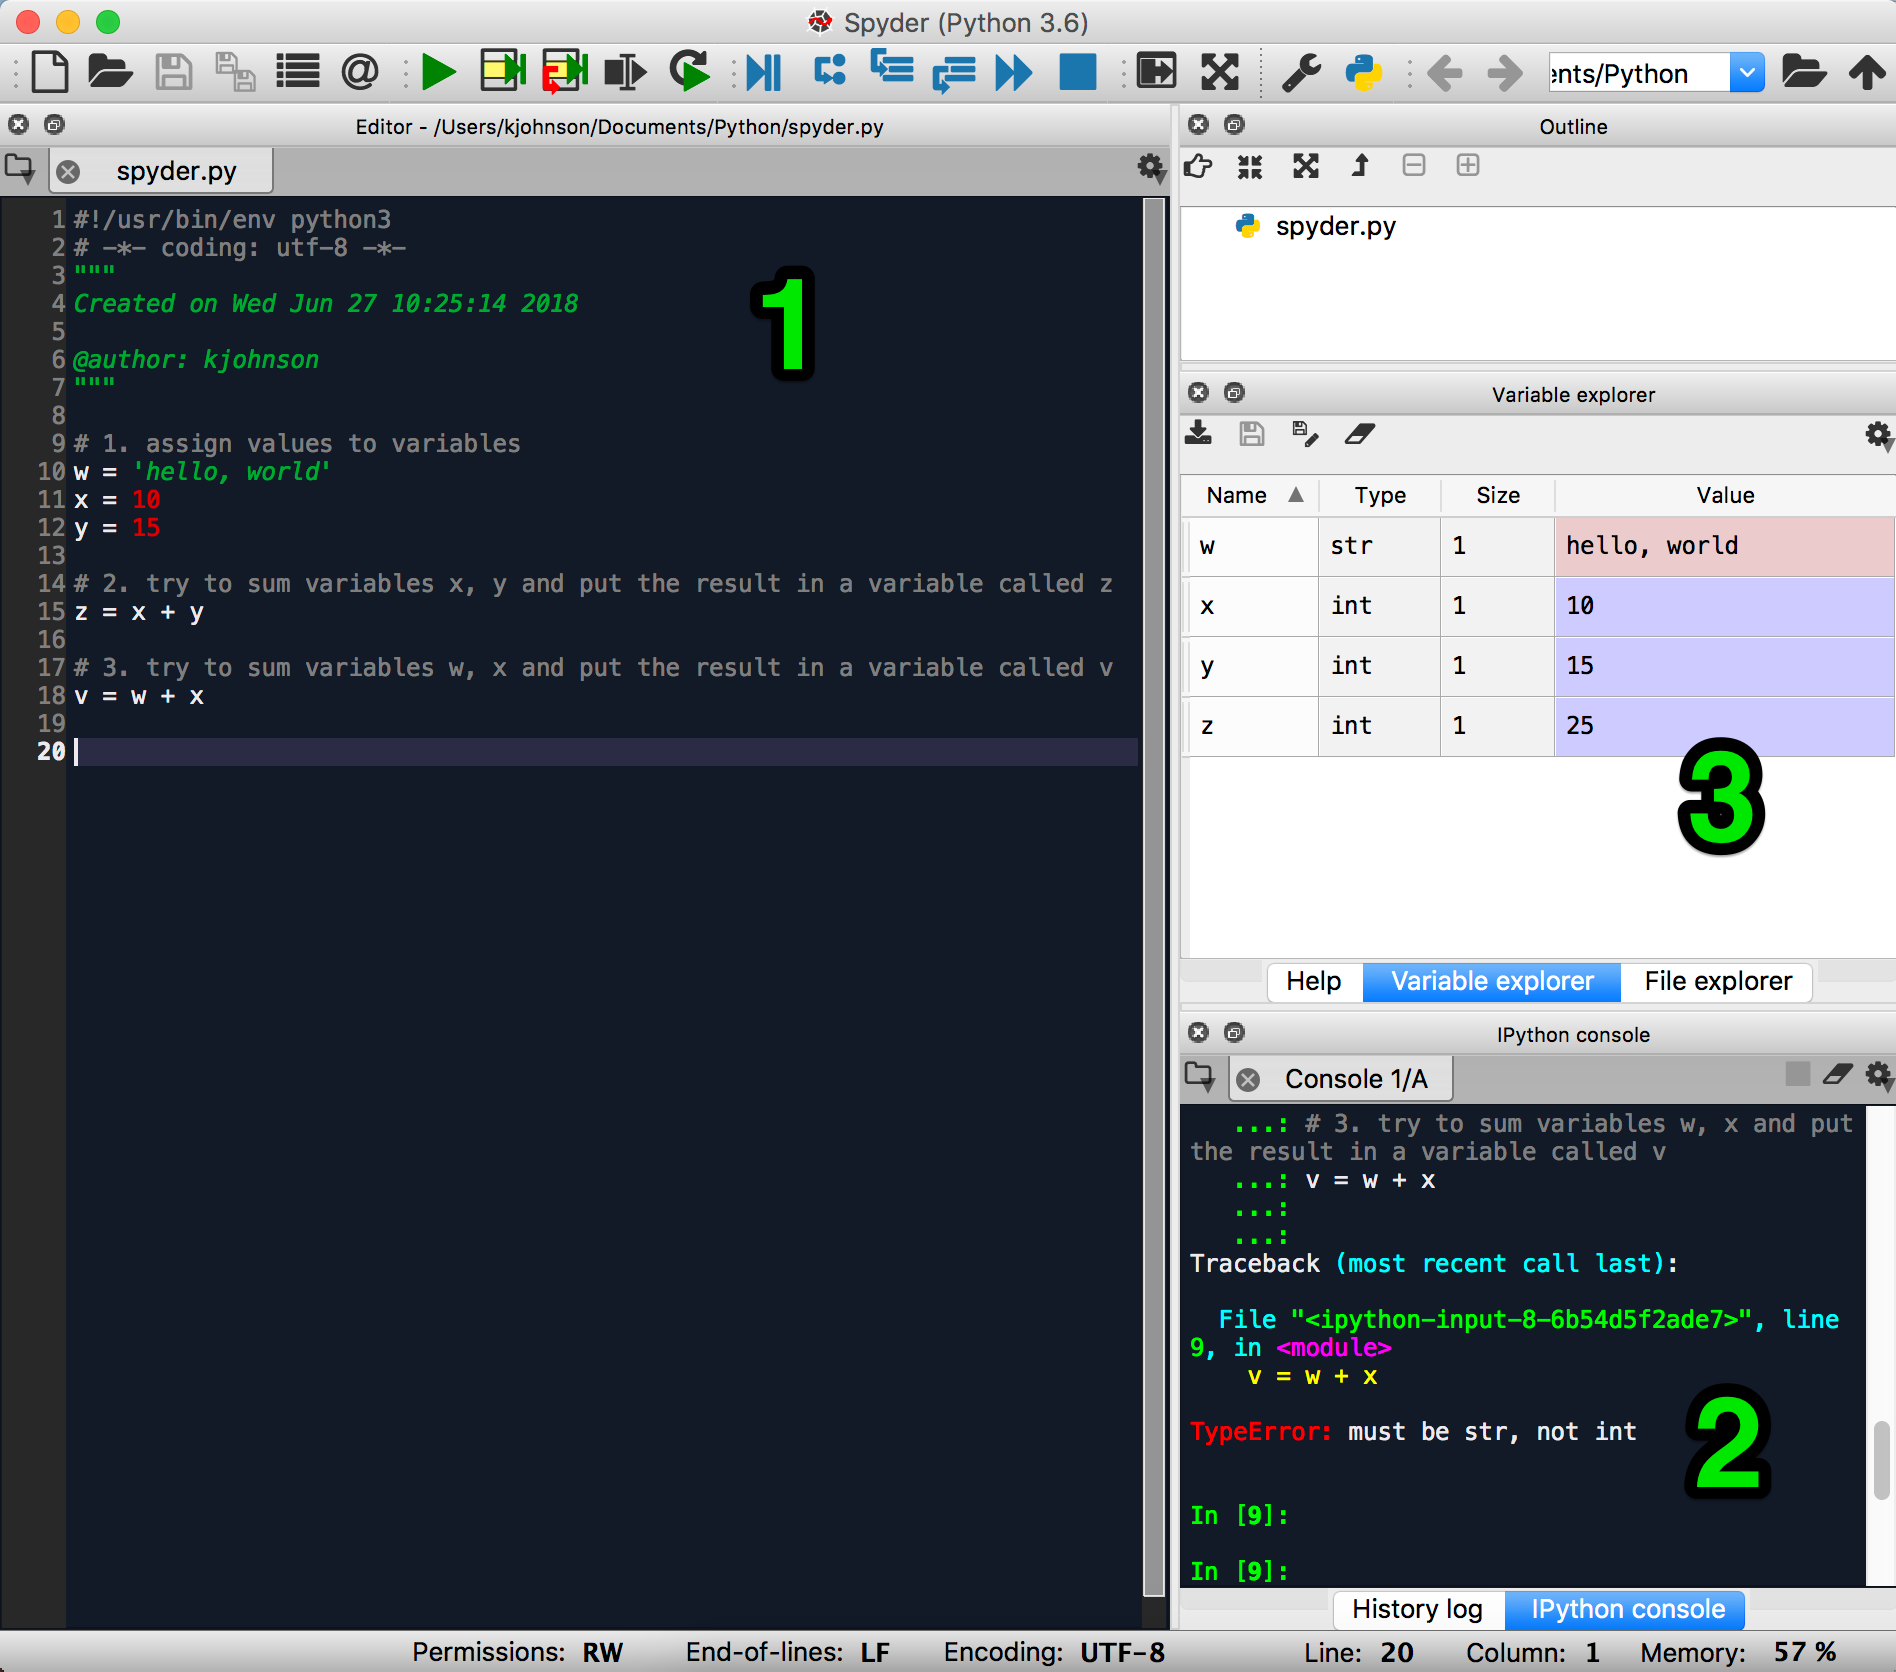 Spyder (Python 3.6)
ents/Python
Editor - /Users/kjohnson/Documents/Python/spyder.py
spyder.py
1 #!/usr/bin/env python3
2 # -*- coding: utf-8 -*-
3 """
4 Created on Wed Jun 27 10:25:14 2018
5
6 @author: kjohnson
7 """
8
9 # 1. assign values to variables
10 w = 'hello, world'
11 x = 10
12 y = 15
13
14 # 2. try to sum variables x, y and put the result in a variable called z
15 z = x + y
16
17 # 3. try to sum variables w, x and put the result in a variable called v
18 v = w + x
19
20
1
Outline
spyder.py
Variable explorer
Name Type Size Value
w str 1 hello, world
x int 1 10
y int 1 15
z int 1 25
3
Help Variable explorer File explorer
IPython console
Console 1/A
...: # 3. try to sum variables w, x and put
the result in a variable called v
...: v = w + x
...:
...:
Traceback (most recent call last):
File "<ipython-input-8-6b54d5f2ade7>", line
9, in <module>
v = w + x
TypeError: must be str, not int
2
In [9]:
In [9]:
History log IPython console
Permissions: RW End-of-lines: LF Encoding: UTF-8 Line: 20 Column: 1 Memory: 57 %